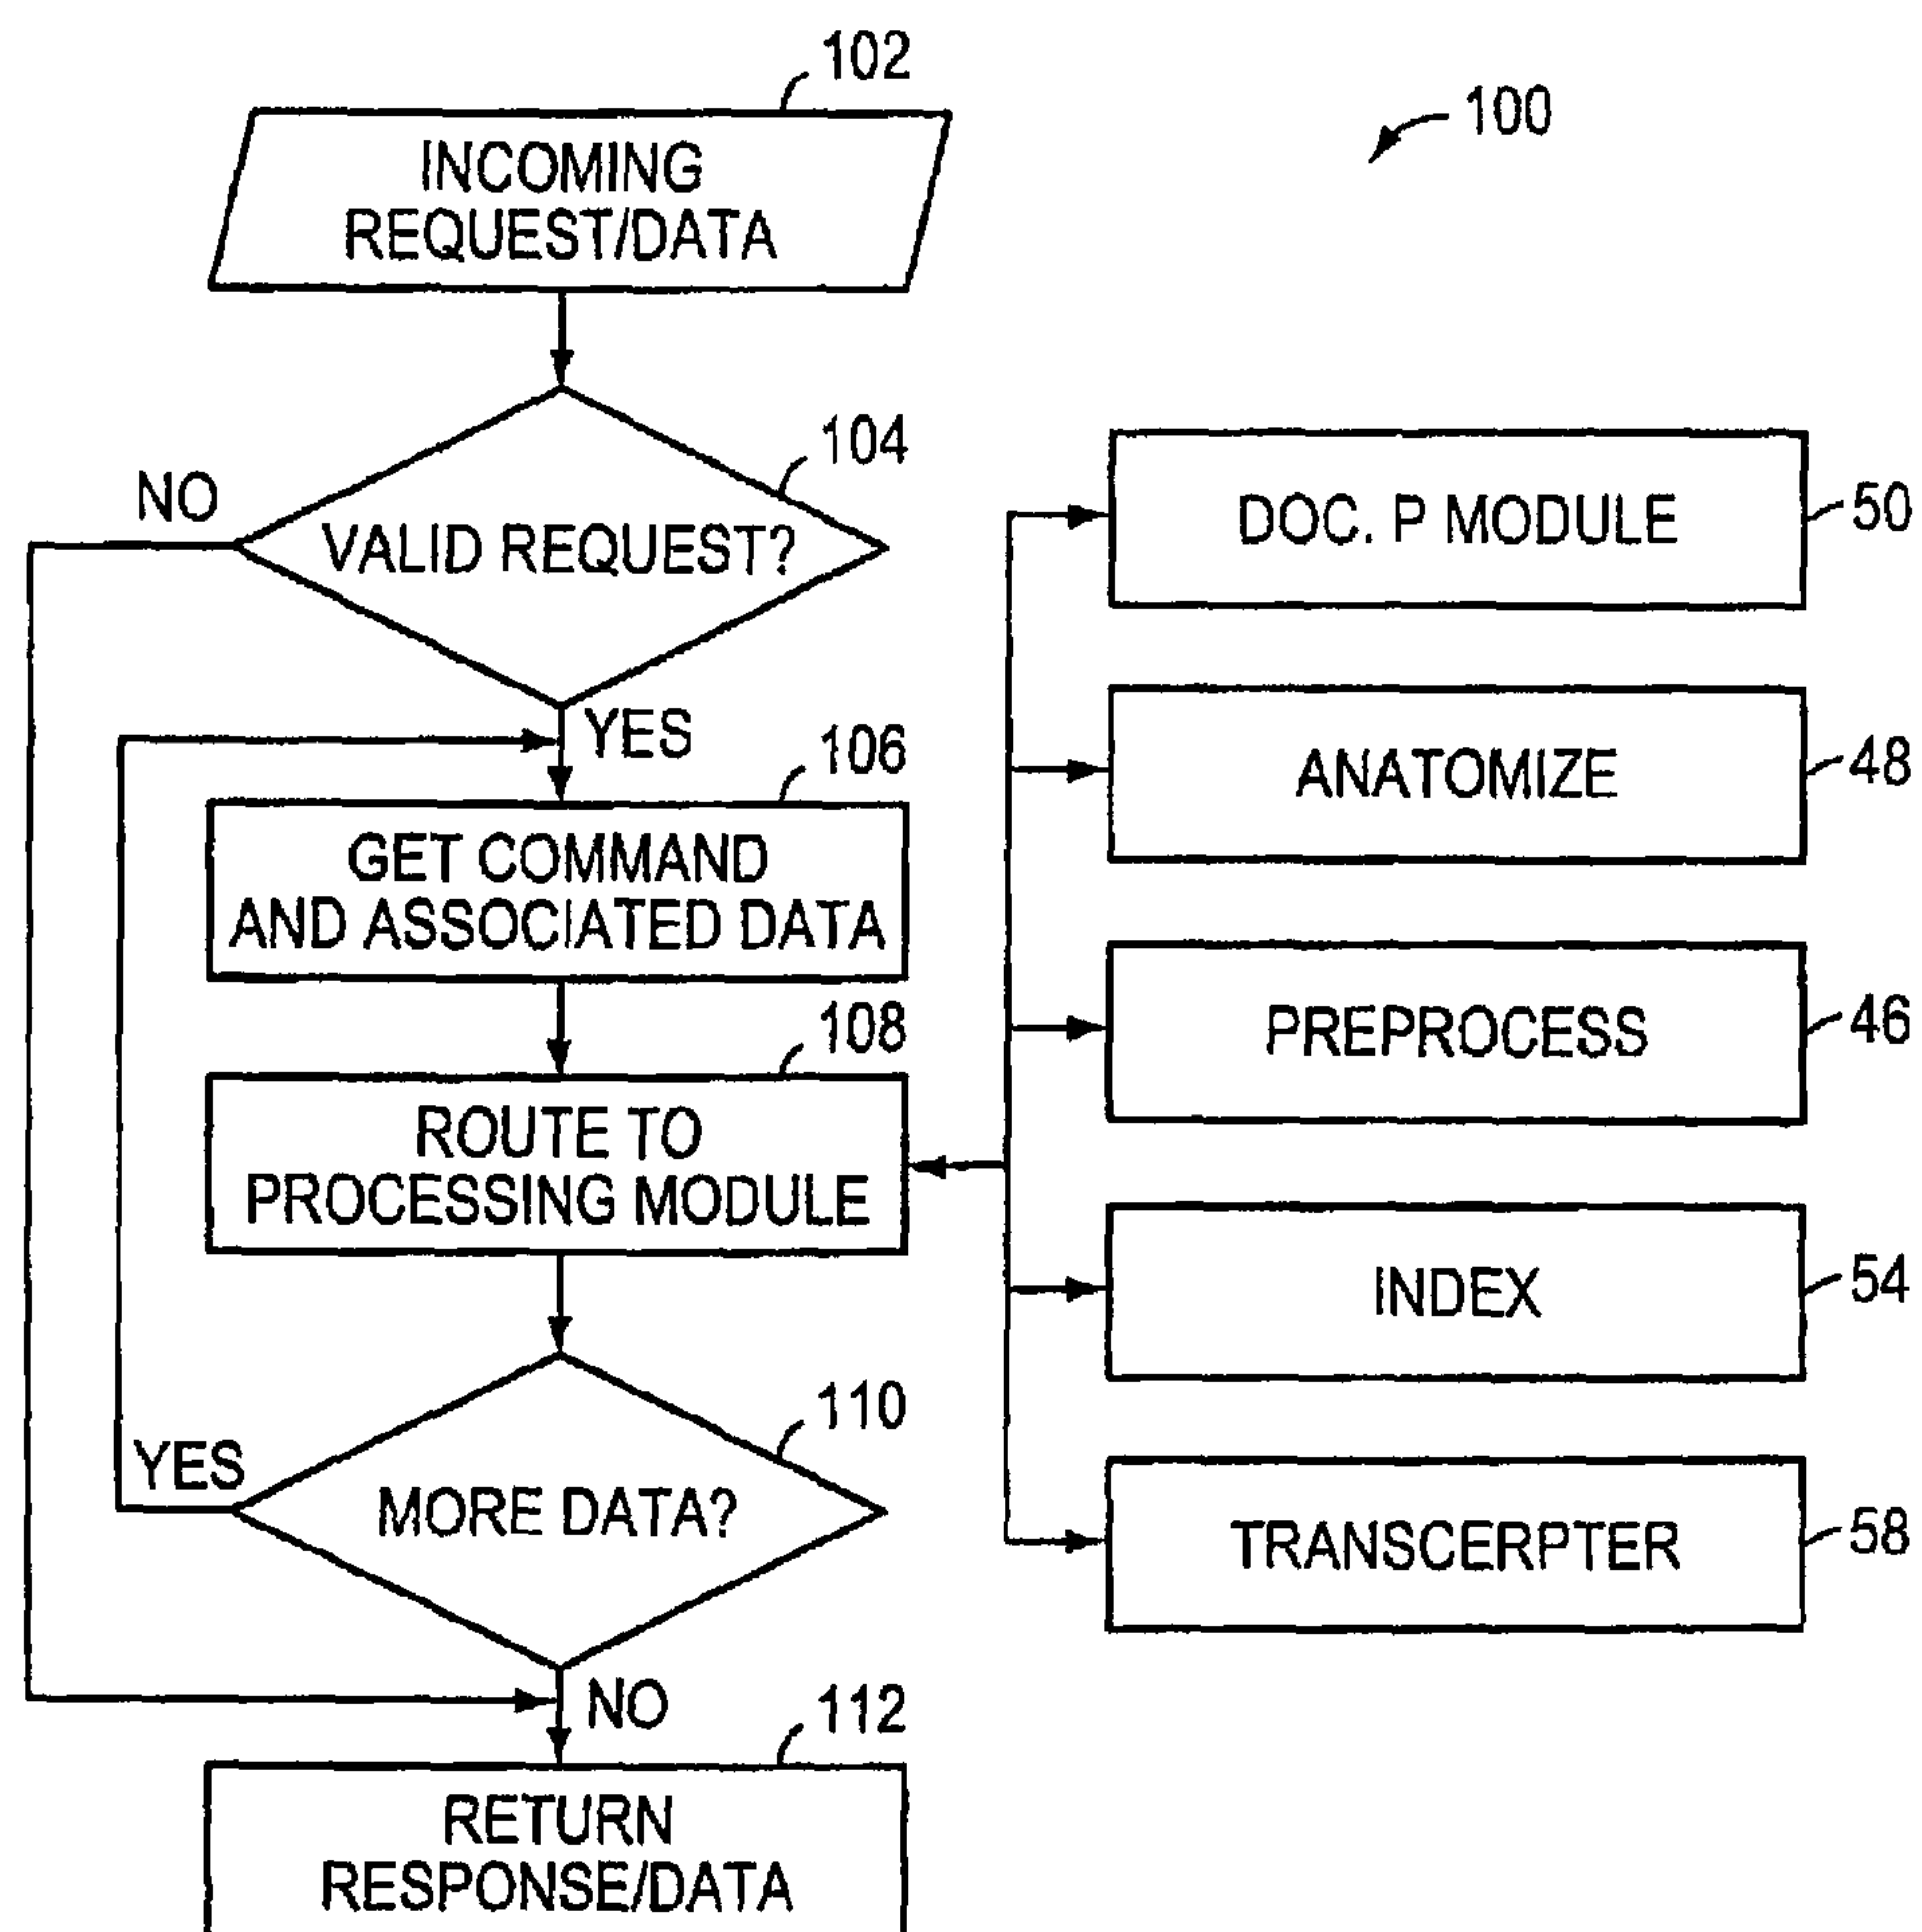 102
100
INCOMING
REQUEST/DATA
104
NO
VALID REQUEST?
YES
106
GET COMMAND
AND ASSOCIATED DATA
108
ROUTE TO
PROCESSING MODULE
110
YES
MORE DATA?
NO
112
RETURN
RESPONSE/DATA
DOC. P MODULE
50
ANATOMIZE
48
PREPROCESS
46
INDEX
54
TRANSCERPTER
58